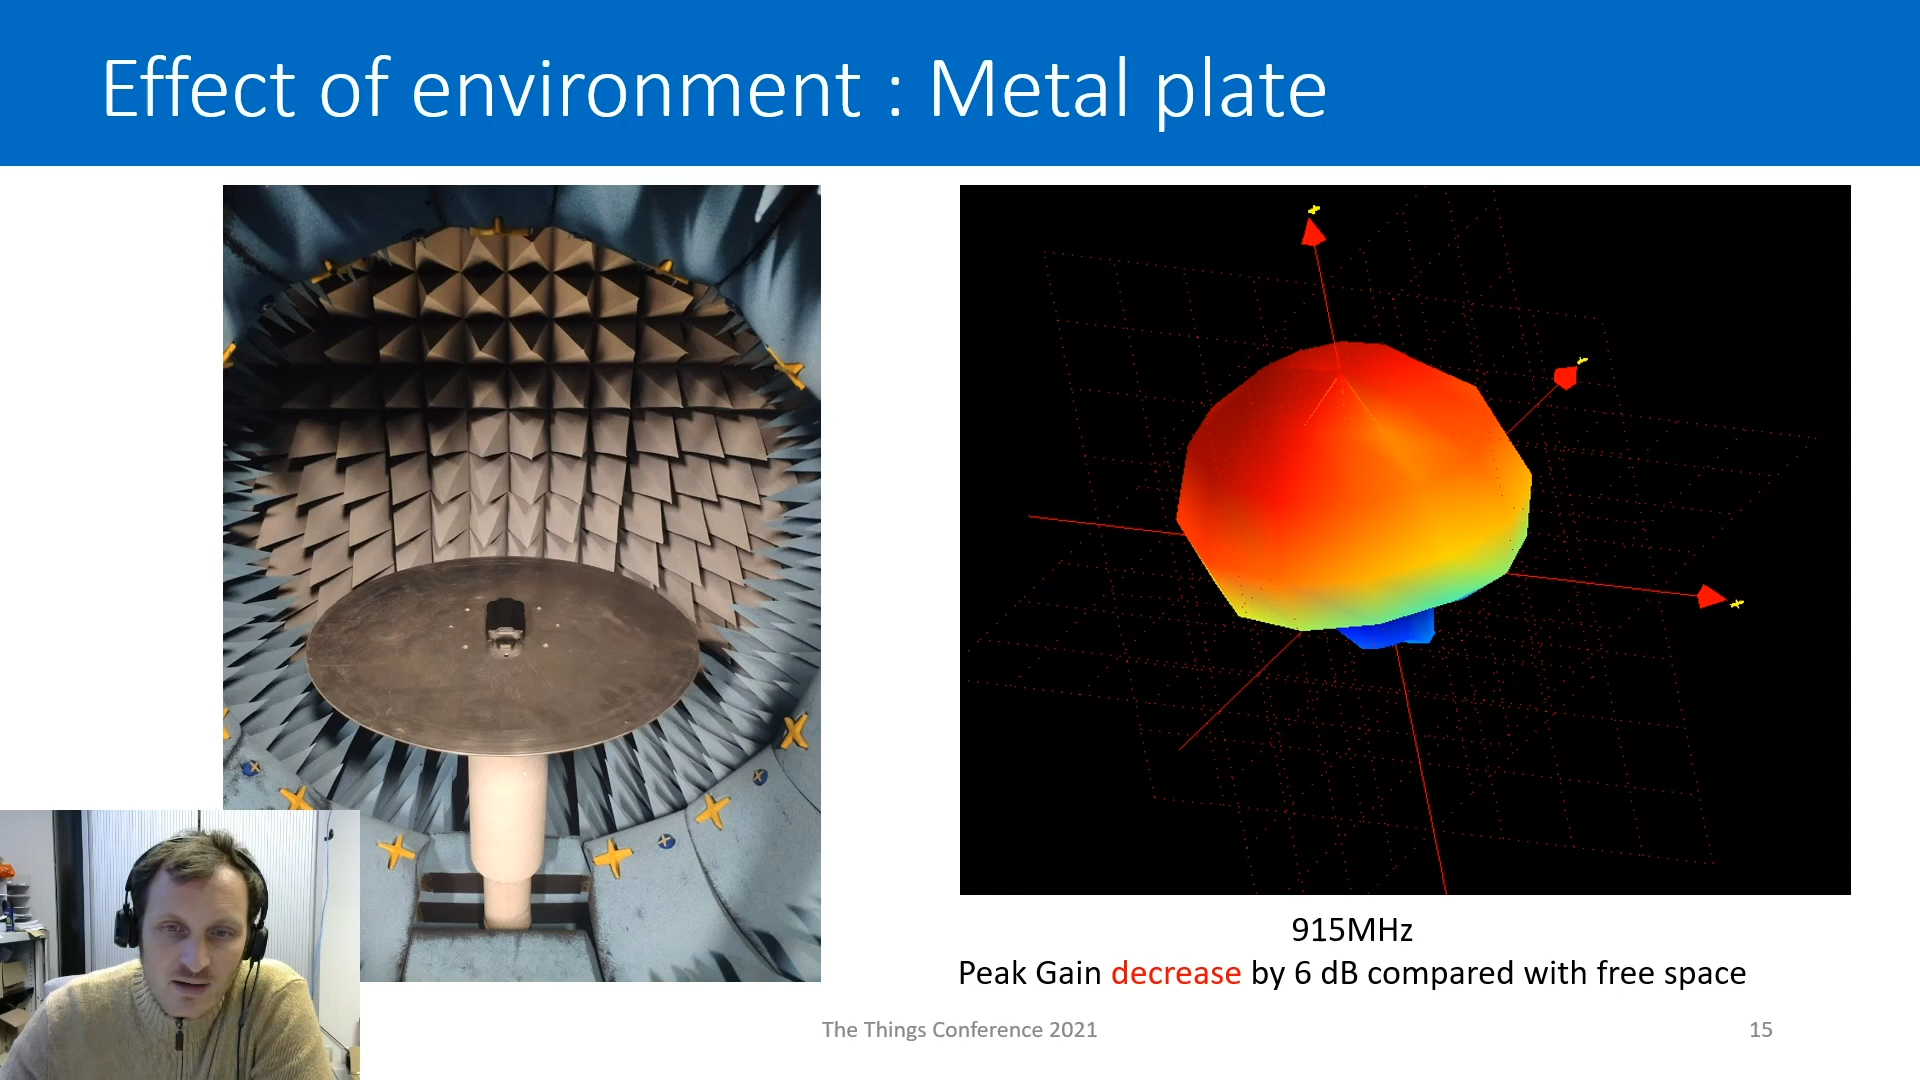 Effect of environment : Metal plate
915MHz
Peak Gain decrease by 6 dB compared with free space
The Things Conference 2021
15